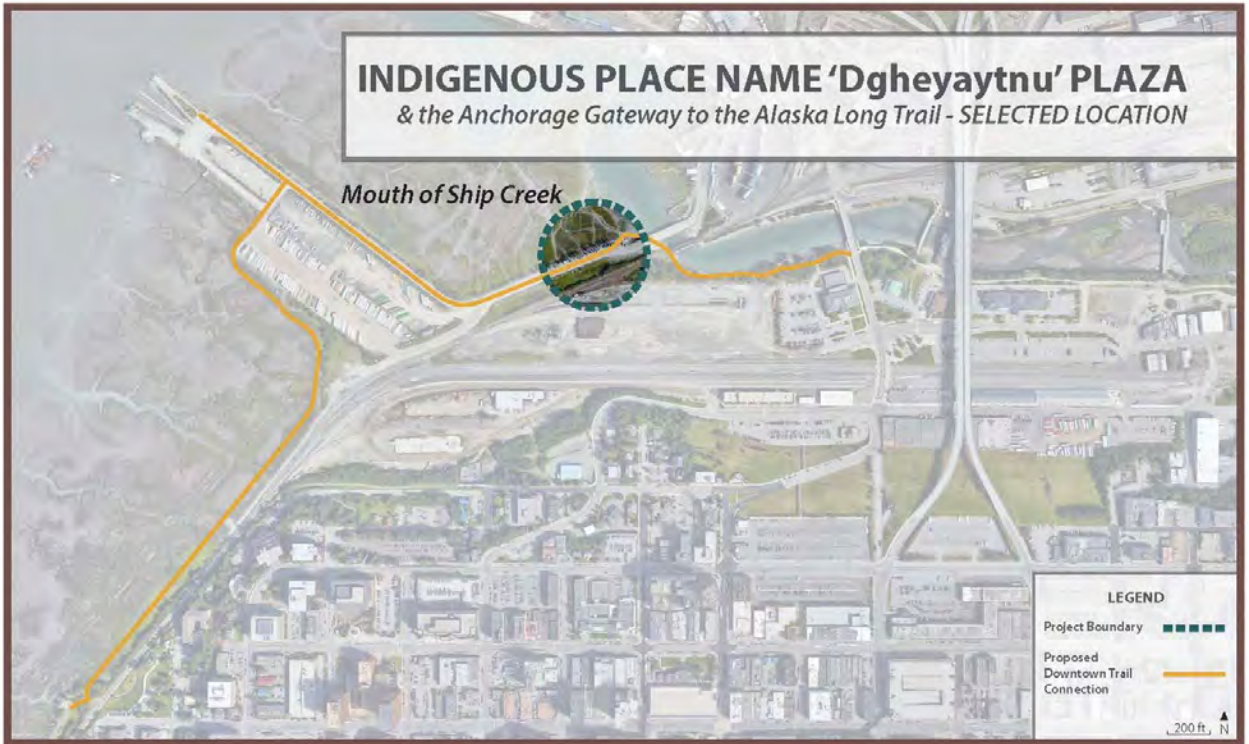 INDIGENOUS PLACE NAME ‘Dgheyaytnu’ PLAZA
& the Anchorage Gateway to the Alaska Long Trail - SELECTED LOCATION
Mouth of Ship Creek
LEGEND
Project Boundary
Proposed
Downtown Trail
Connection
200 ft
N